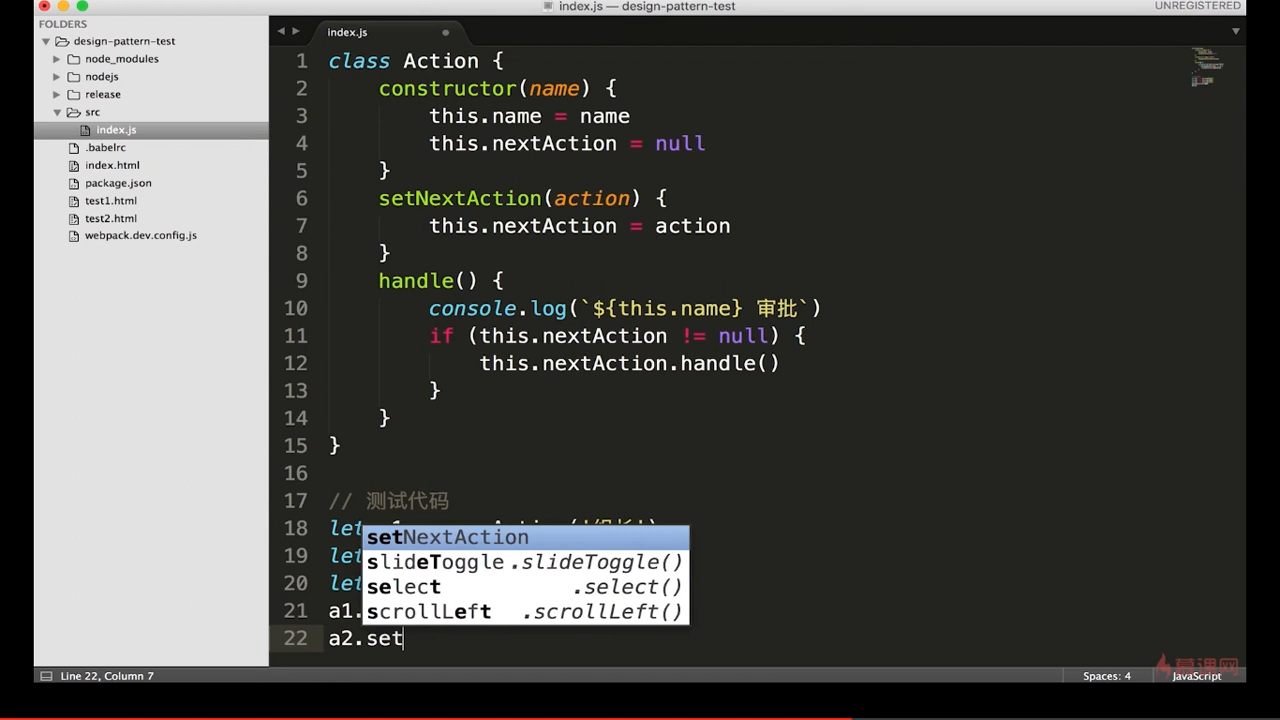 index.js — design-pattern-test
UNREGISTERED
FOLDERS
design-pattern-test
node_modules
nodejs
release
src
index.js
.babelrc
index.html
package.json
test1.html
test2.html
webpack.dev.config.js
index.js
1 class Action {
2 constructor(name) {
3 this.name = name
4 this.nextAction = null
5 }
6 setNextAction(action) {
7 this.nextAction = action
8 }
9 handle() {
10 console.log(`${this.name} 审批`)
11 if (this.nextAction != null) {
12 this.nextAction.handle()
13 }
14 }
15 }
16
17 // 测试代码
18 let
19 let
20 let
21 a1.
22 a2.set
setNextAction
slideToggle .slideToggle()
select .select()
scrollLeft .scrollLeft()
慕课网
Line 22, Column 7
Spaces: 4
JavaScript